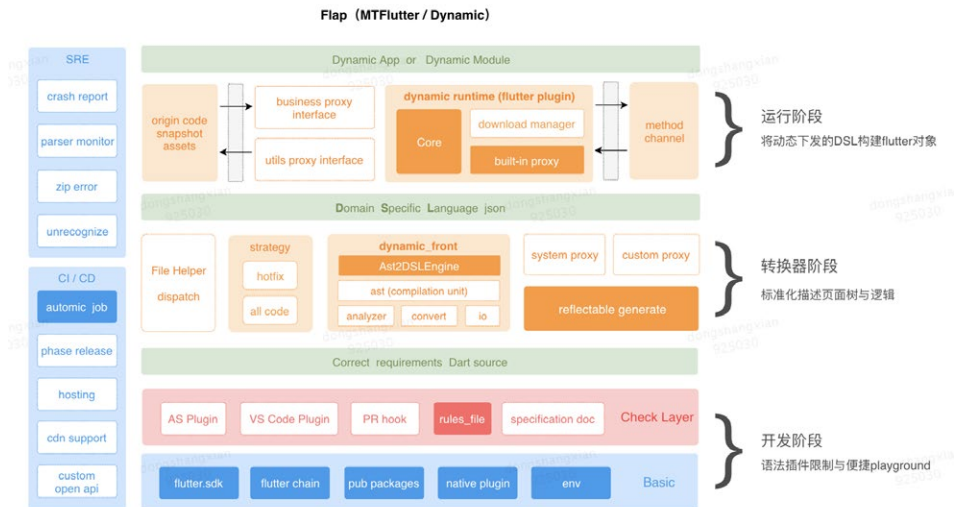 Flap（MTFlutter / Dynamic）
SRE
crash report
parser monitor
zip error
unrecognize
CI / CD
automic job
phase release
hosting
cdn support
custom
open api
Dynamic App or Dynamic Module
origin code
snapshot
assets
business proxy
interface
utils proxy interface
dynamic runtime (flutter plugin)
Core
download manager
built-in proxy
method
channel
运行阶段
将动态下发的DSL构建flutter对象
Domain Specific Language json
File Helper
dispatch
strategy
hotfix
all code
dynamic_front
Ast2DSLEngine
ast (compilation unit)
analyzer
convert
io
system proxy
custom proxy
reflectable generate
转换器阶段
标准化描述页面树与逻辑
Correct requirements Dart source
AS Plugin
VS Code Plugin
PR hook
rules_file
specification doc
Check Layer
flutter.sdk
flutter chain
pub packages
native plugin
env
Basic
开发阶段
语法插件限制与便捷playground
dongshangxian
925030